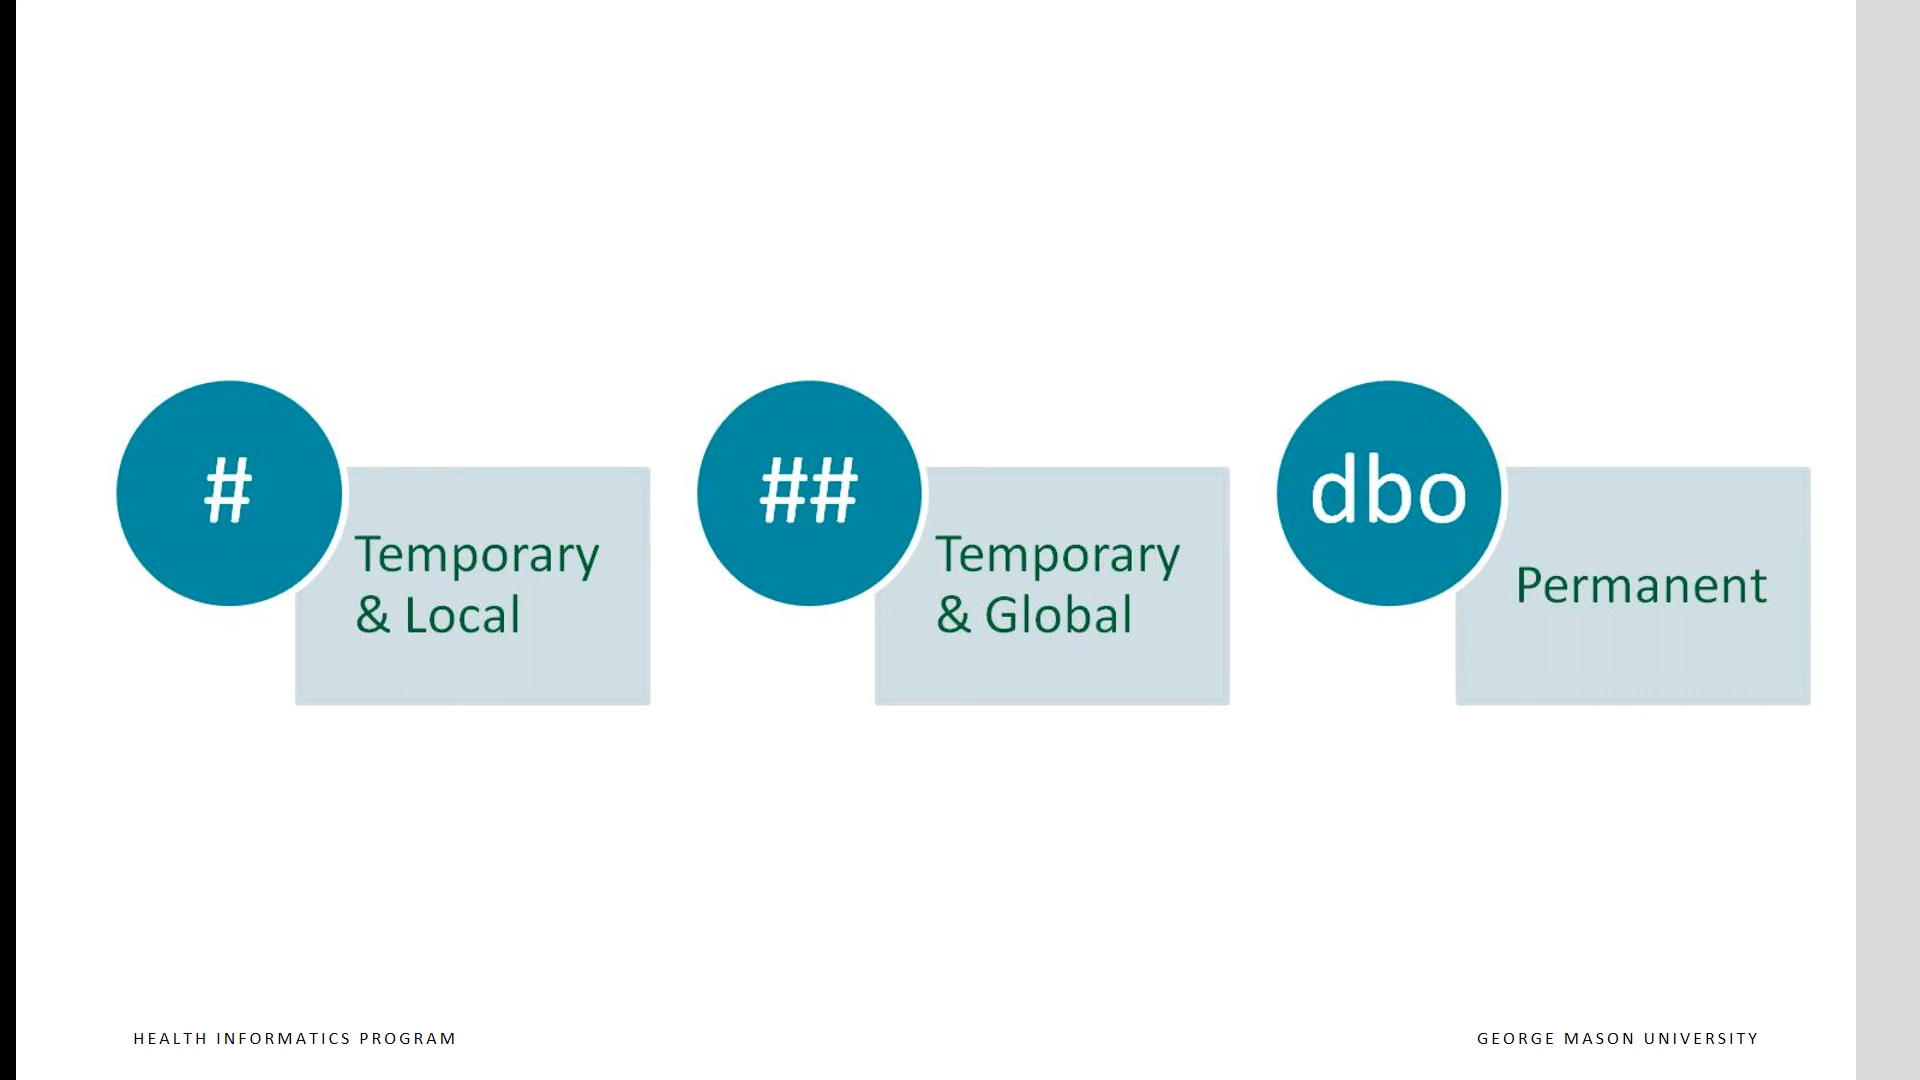 #
Temporary
& Local
##
Temporary
& Global
dbo
Permanent
HEALTH INFORMATICS PROGRAM
GEORGE MASON UNIVERSITY